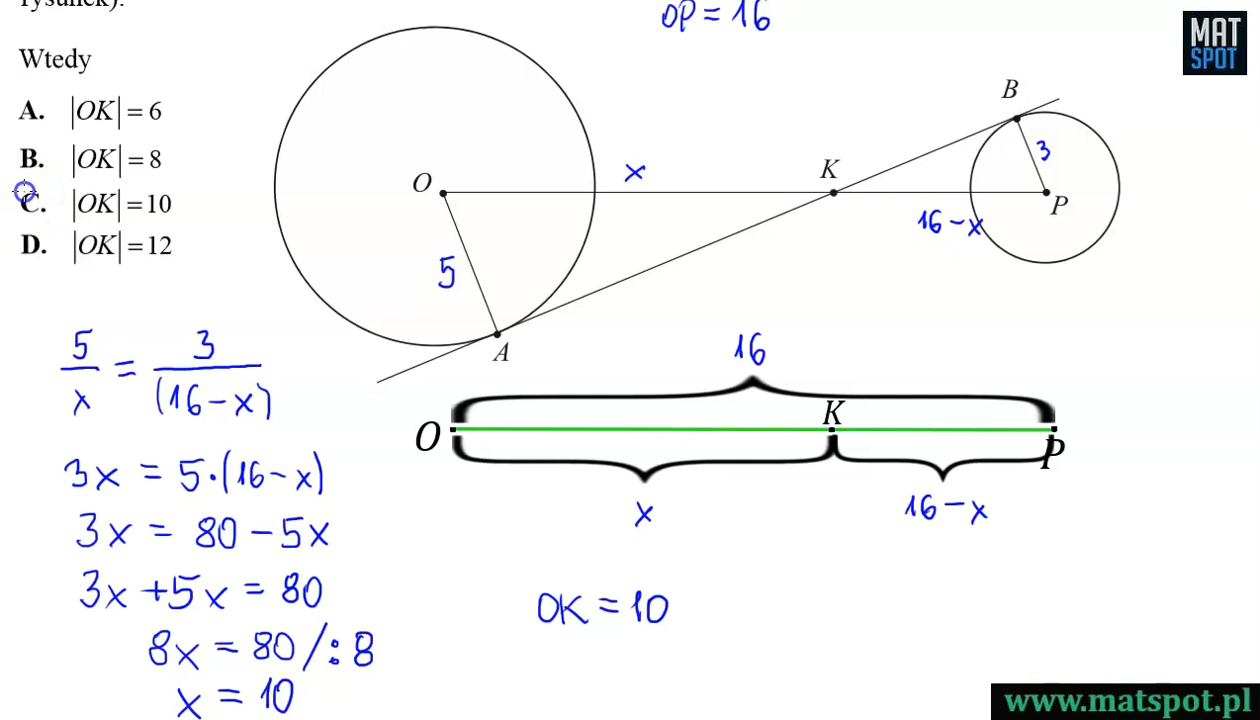 rysunek).
OP = 16
MAT
SPOT
Wtedy
A. |OK| = 6
B. |OK| = 8
C. |OK| = 10
D. |OK| = 12
O
x
K
B
3
P
16 - x
5
A
5/x = 3/(16 - x)
3x = 5·(16 - x)
3x = 80 - 5x
3x + 5x = 80
8x = 80 /:8
x = 10
16
O
K
P
x
16 - x
OK = 10
www.matspot.pl